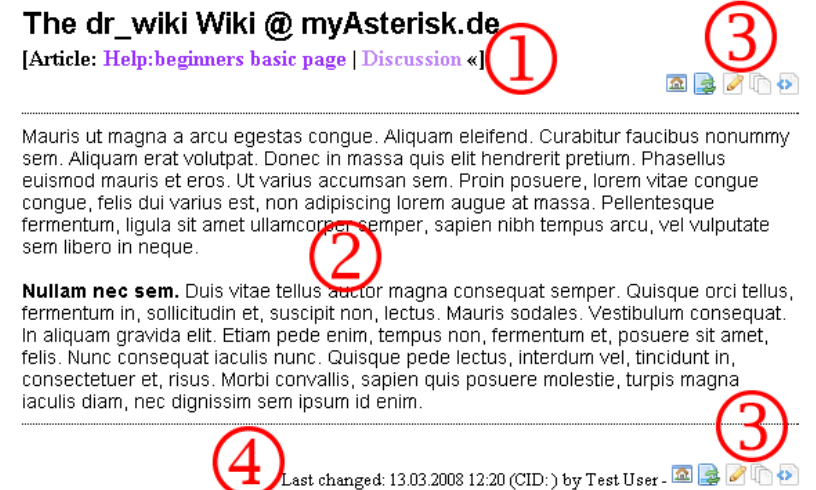 The dr_wiki Wiki @ myAsterisk.de
[Article: Help:beginners basic page | Discussion «]
1
3
Mauris ut magna a arcu egestas congue. Aliquam eleifend. Curabitur faucibus nonummy
sem. Aliquam erat volutpat. Donec in massa quis elit hendrerit pretium. Phasellus
euismod mauris et eros. Ut varius accumsan sem. Proin posuere, lorem vitae congue
congue, felis dui varius est, non adipiscing lorem augue at massa. Pellentesque
fermentum, ligula sit amet ullamcorper semper, sapien nibh tempus arcu, vel vulputate
sem libero in neque.
2
Nullam nec sem. Duis vitae tellus auctor magna consequat semper. Quisque orci tellus,
fermentum in, sollicitudin et, suscipit non, lectus. Mauris sodales. Vestibulum consequat.
In aliquam gravida elit. Etiam pede enim, tempus non, fermentum et, posuere sit amet,
felis. Nunc consequat iaculis nunc. Quisque pede lectus, interdum vel, tincidunt in,
consectetuer et, risus. Morbi convallis, sapien quis posuere molestie, turpis magna
iaculis diam, nec dignissim sem ipsum id enim.
3
4
Last changed: 13.03.2008 12:20 (CID: ) by Test User -